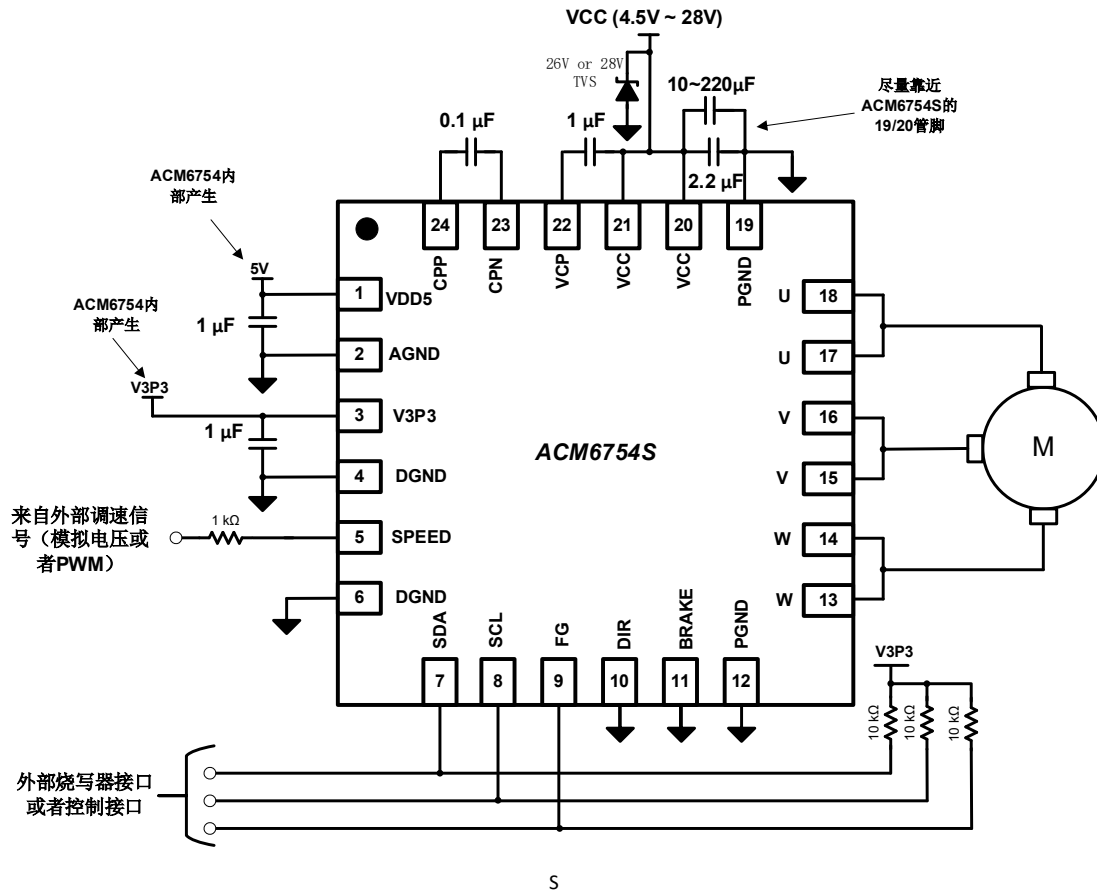 VCC (4.5V ~ 28V)
26V or 28V
TVS
10~220µF
尽量靠近
ACM6754S的
19/20管脚
0.1 µF
1 µF
2.2 µF
ACM6754内
部产生
5V
24
23
22
21
20
19
CPP
CPN
VCP
VCC
VCC
PGND
1
VDD5
1 µF
2
AGND
ACM6754内
部产生
V3P3
3
V3P3
1 µF
4
DGND
来自外部调速信
号（模拟电压或
者PWM）
1 kΩ
5
SPEED
6
DGND
ACM6754S
U
18
U
17
V
16
V
15
W
14
W
13
M
SDA
SCL
FG
DIR
BRAKE
PGND
7
8
9
10
11
12
V3P3
10 kΩ
10 kΩ
10 kΩ
外部烧写器接口
或者控制接口
S